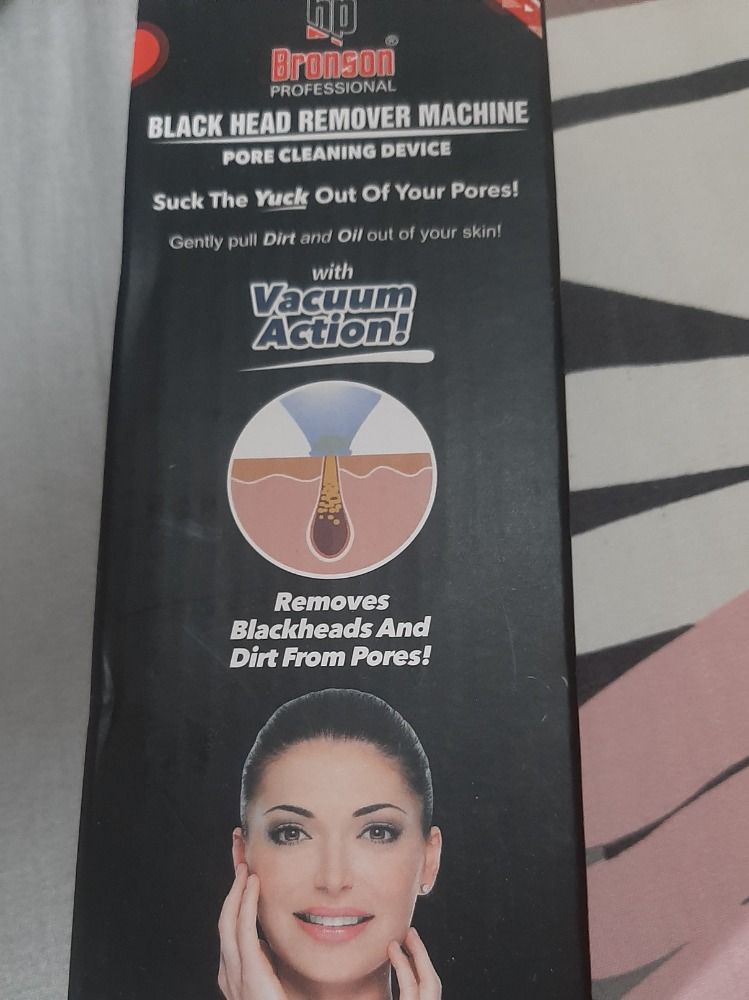 bp
Bronson®
PROFESSIONAL
BLACK HEAD REMOVER MACHINE
PORE CLEANING DEVICE
Suck The Yuck Out Of Your Pores!
Gently pull Dirt and Oil out of your skin!
with
Vacuum
Action!
Removes
Blackheads And
Dirt From Pores!